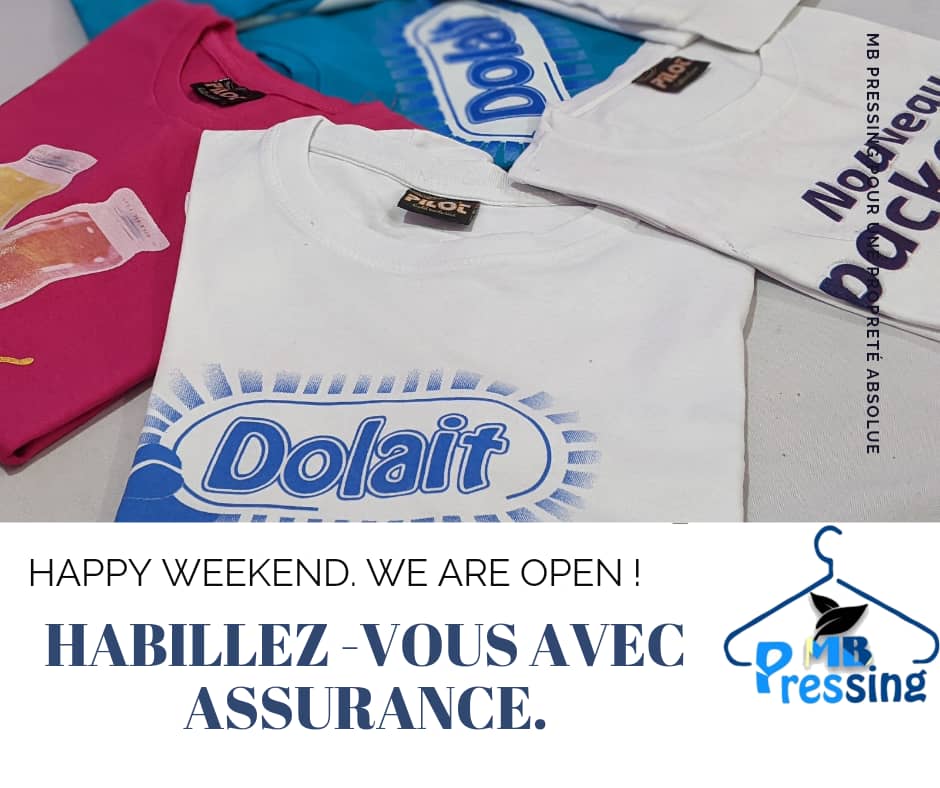 PILOT
Dolait
PILOT
Nouveau
pack
PILOT
Dolait
MB PRESSING POUR UNE PROPRETÉ ABSOLUE
HAPPY WEEKEND. WE ARE OPEN !
HABILLEZ -VOUS AVEC
ASSURANCE.
MB
Pressing